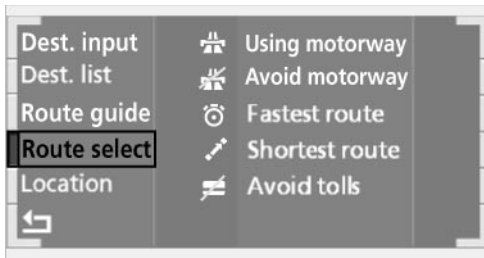 Dest. input
Dest. list
Route guide
Route select
Location
Using motorway
Avoid motorway
Fastest route
Shortest route
Avoid tolls